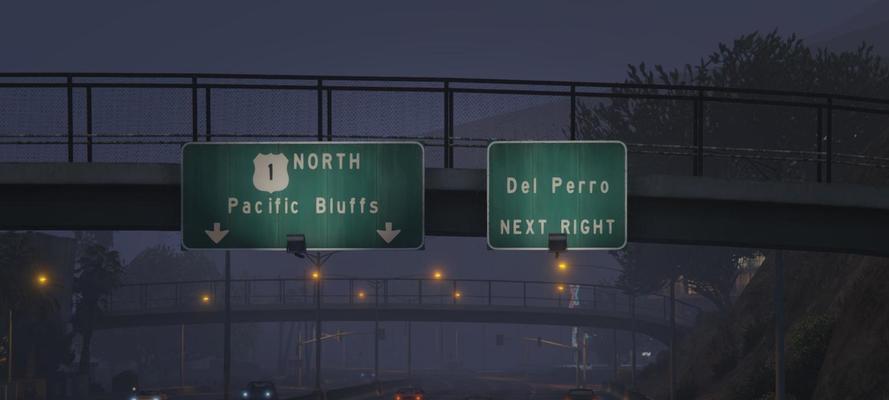 1 NORTH
Pacific Bluffs
Del Perro
NEXT RIGHT